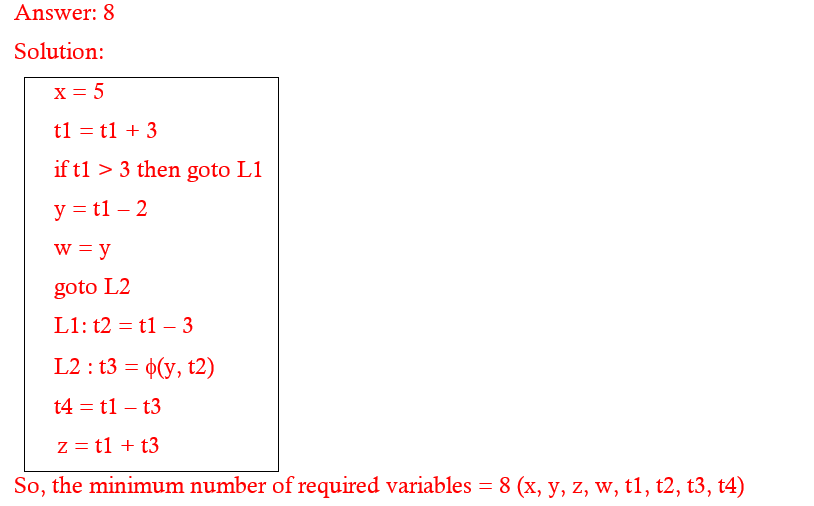 Answer: 8
Solution:
x = 5
t1 = t1 + 3
if t1 > 3 then goto L1
y = t1 – 2
w = y
goto L2
L1: t2 = t1 – 3
L2 : t3 = ϕ(y, t2)
t4 = t1 – t3
z = t1 + t3
So, the minimum number of required variables = 8 (x, y, z, w, t1, t2, t3, t4)